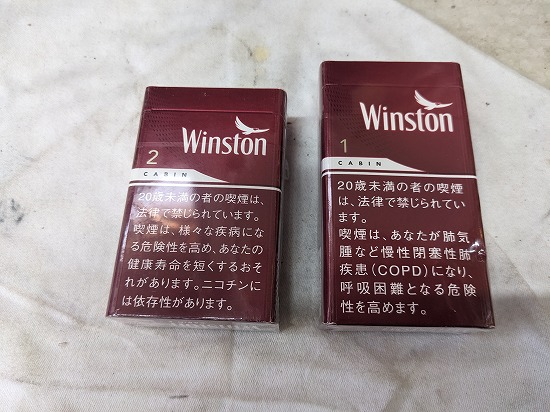 Winston
2
CABIN
20歳未満の者の喫煙は、
法律で禁じられています。
喫煙は、様々な疾病にな
る危険性を高め、あなたの
健康寿命を短くするおそ
れがあります。ニコチンに
は依存性があります。
Winston
1
CABIN
20歳未満の者の喫煙
は、法律で禁じられてい
ます。
喫煙は、あなたが肺気
腫など慢性閉塞性肺
疾患(COPD)になり、
呼吸困難となる危険
性を高めます。